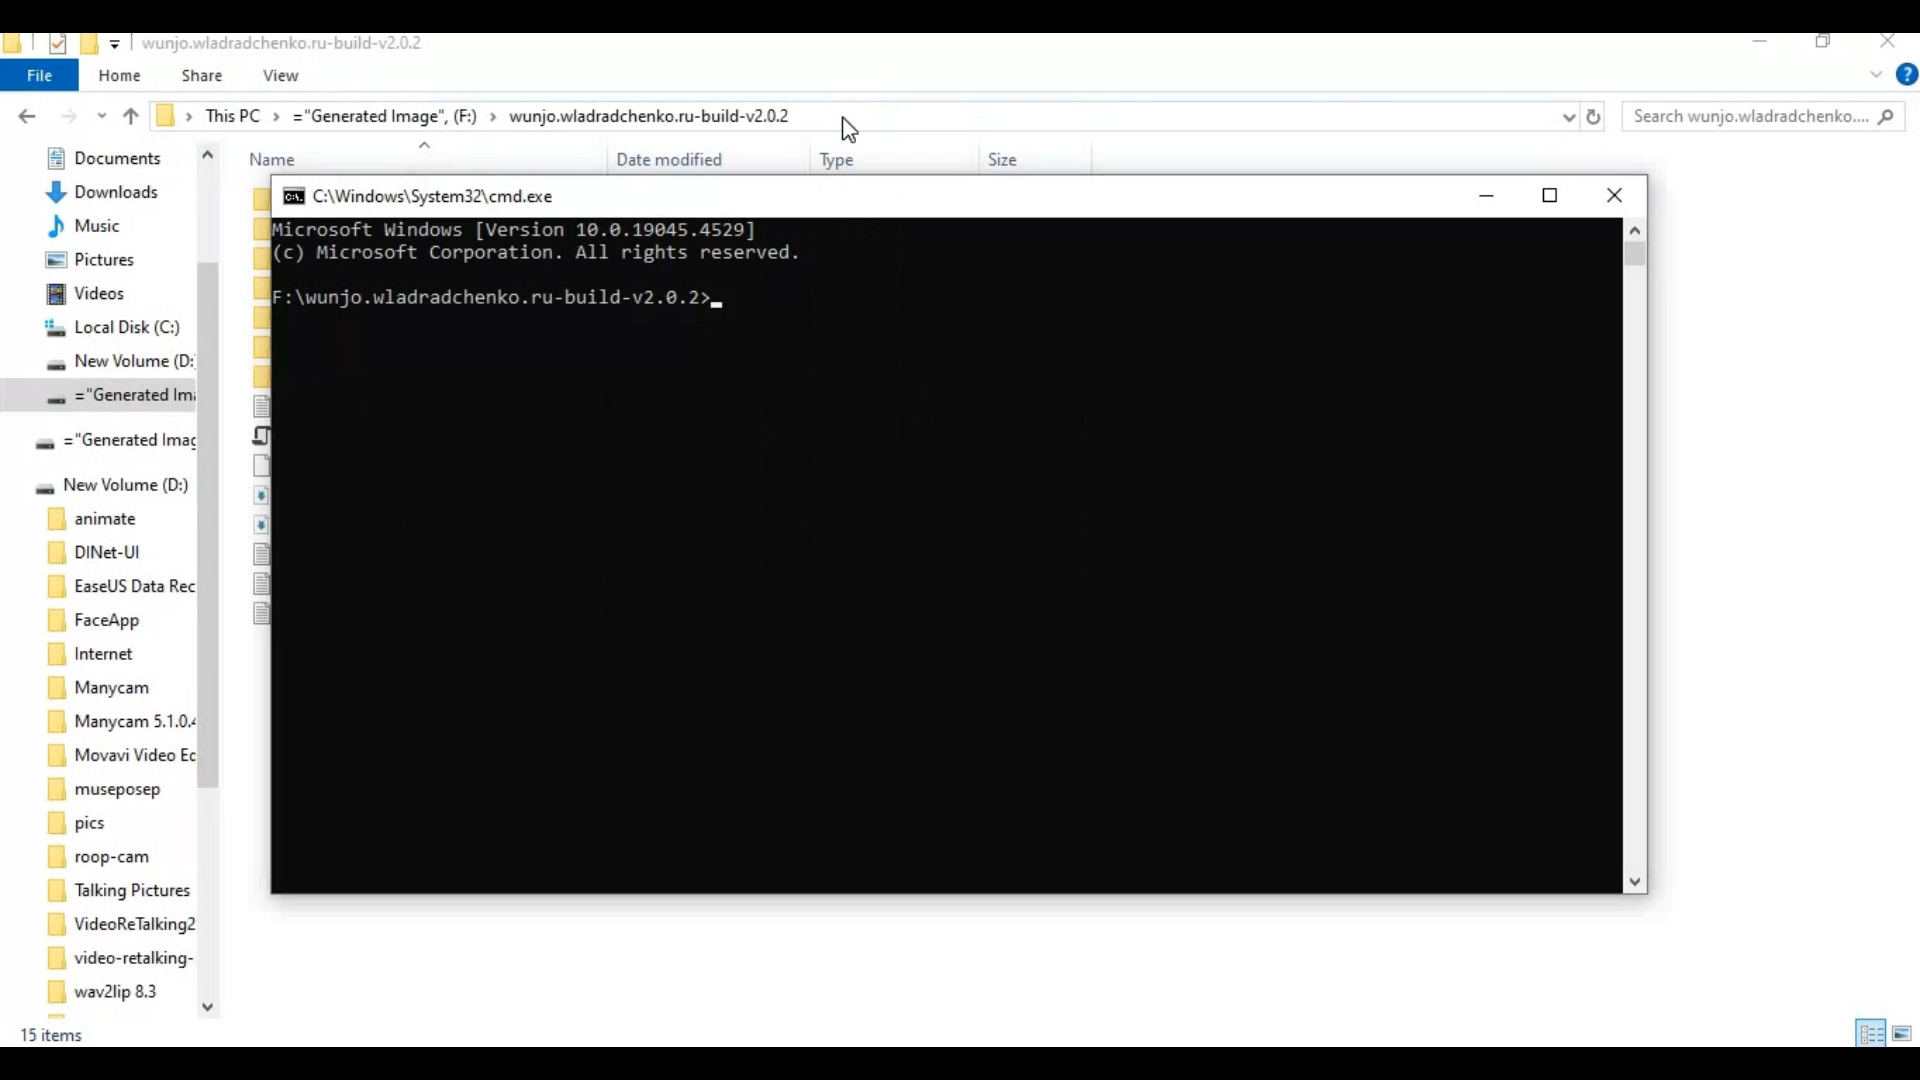 wunjo.wladradchenko.ru-build-v2.0.2
File Home Share View
This PC > ="Generated Image", (F:) > wunjo.wladradchenko.ru-build-v2.0.2
Search wunjo.wladradchenko....
Name Date modified Type Size
Documents
Downloads
Music
Pictures
Videos
Local Disk (C:)
New Volume (D:
="Generated Ima
="Generated Imag
New Volume (D:)
animate
DINet-UI
EaseUS Data Rec
FaceApp
Internet
Manycam
Manycam 5.1.0.4
Movavi Video Ed
museposep
pics
roop-cam
Talking Pictures
VideoReTalking2
video-retalking-
wav2lip 8.3
C:\Windows\System32\cmd.exe
Microsoft Windows [Version 10.0.19045.4529]
(c) Microsoft Corporation. All rights reserved.
F:\wunjo.wladradchenko.ru-build-v2.0.2>
15 items